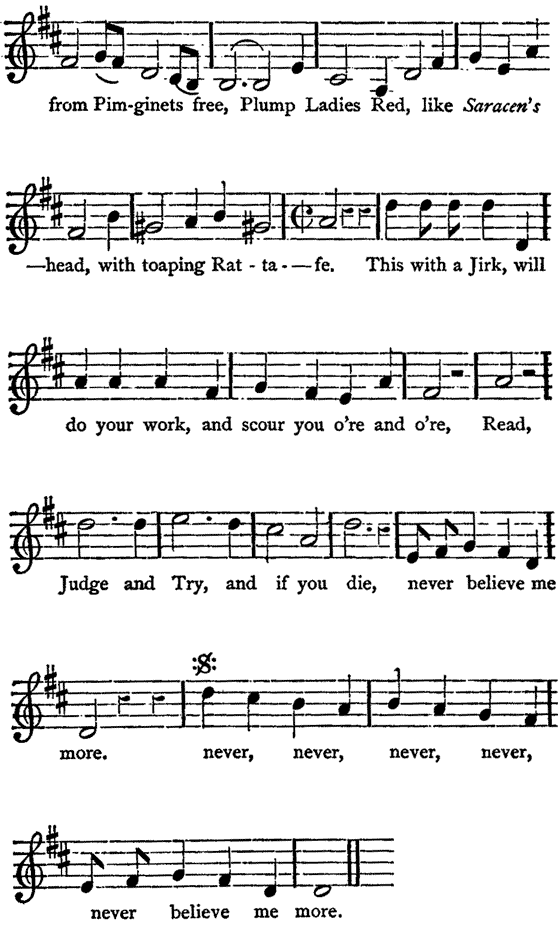 from Pim-ginets free, Plump Ladies Red, like Saracen's
—head, with toaping Rat - ta - — fe. This with a Jirk, will
do your work, and scour you o're and o're, Read,
Judge and Try, and if you die, never believe me
more. never, never, never, never,
never believe me more.